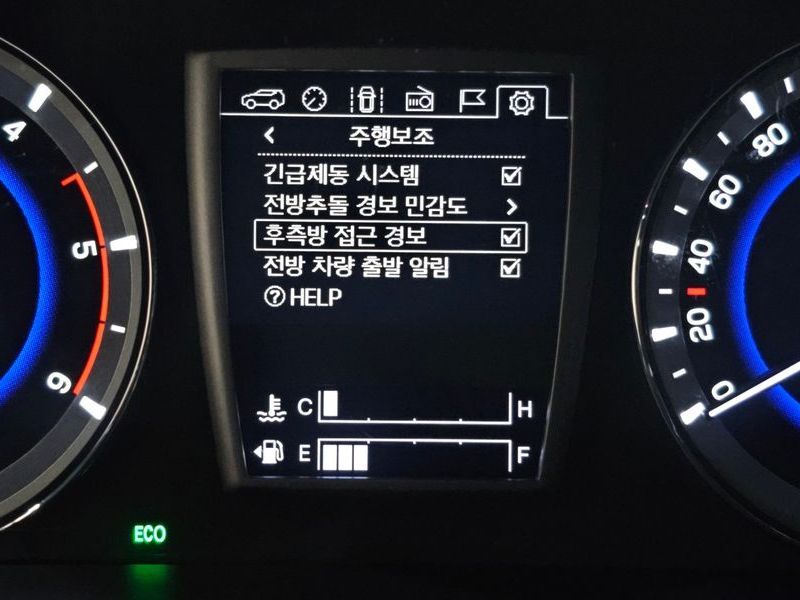 주행보조
긴급제동 시스템
전방추돌 경보 민감도
후측방 접근 경보
전방 차량 출발 알림
? HELP
C H
E F
4
5
6
80
60
40
20
0
ECO